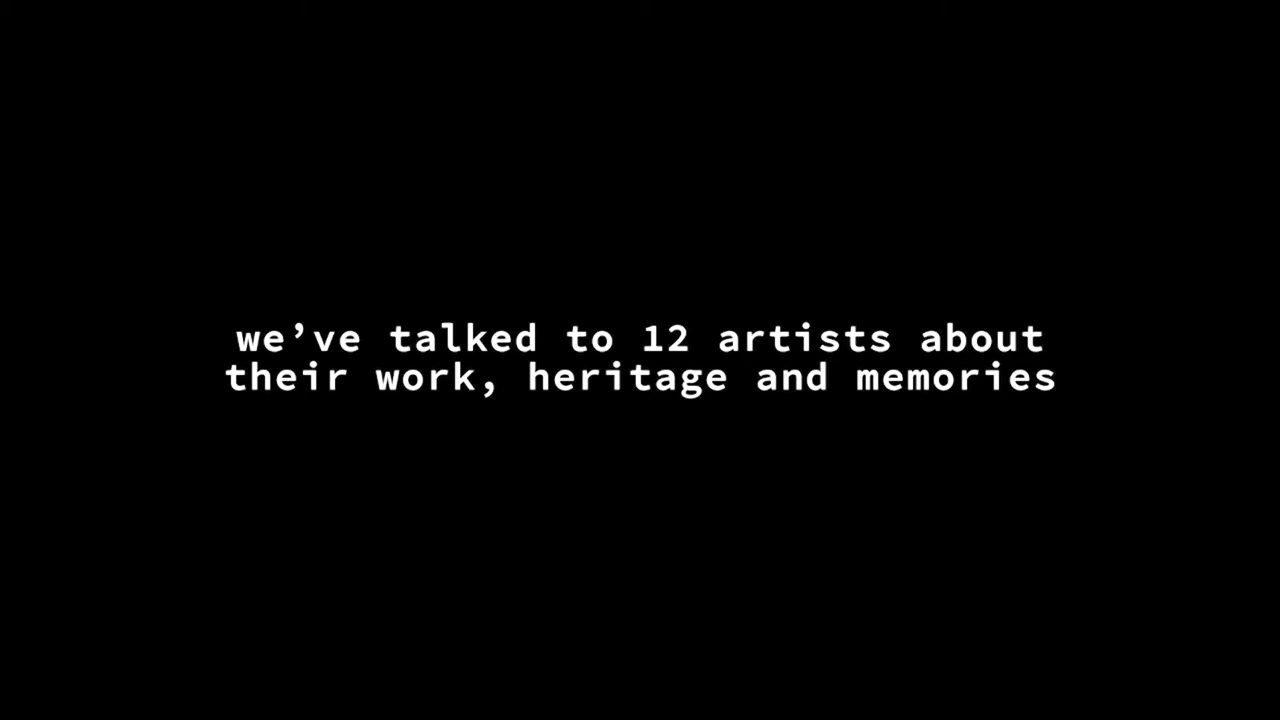 we’ve talked to 12 artists about
their work, heritage and memories